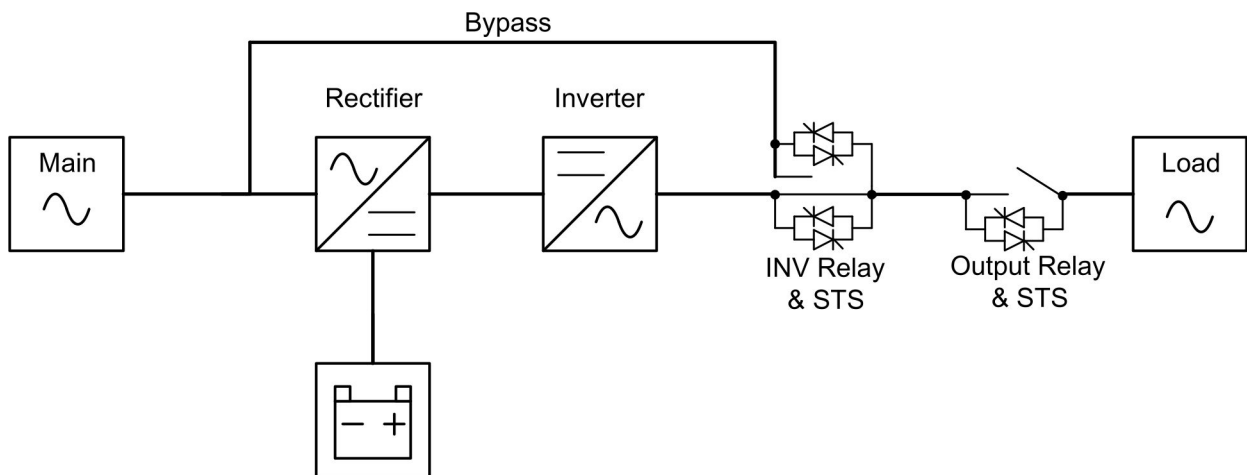 Bypass
Rectifier
Inverter
Main
Load
INV Relay
& STS
Output Relay
& STS